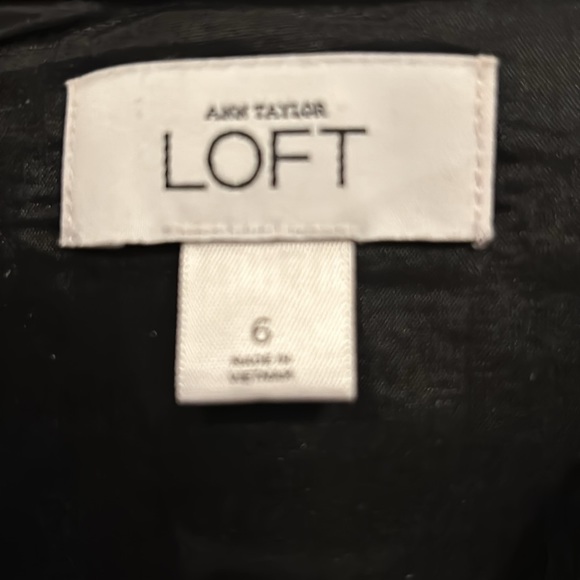 ANN TAYLOR
LOFT
6
MADE IN
VIETNAM